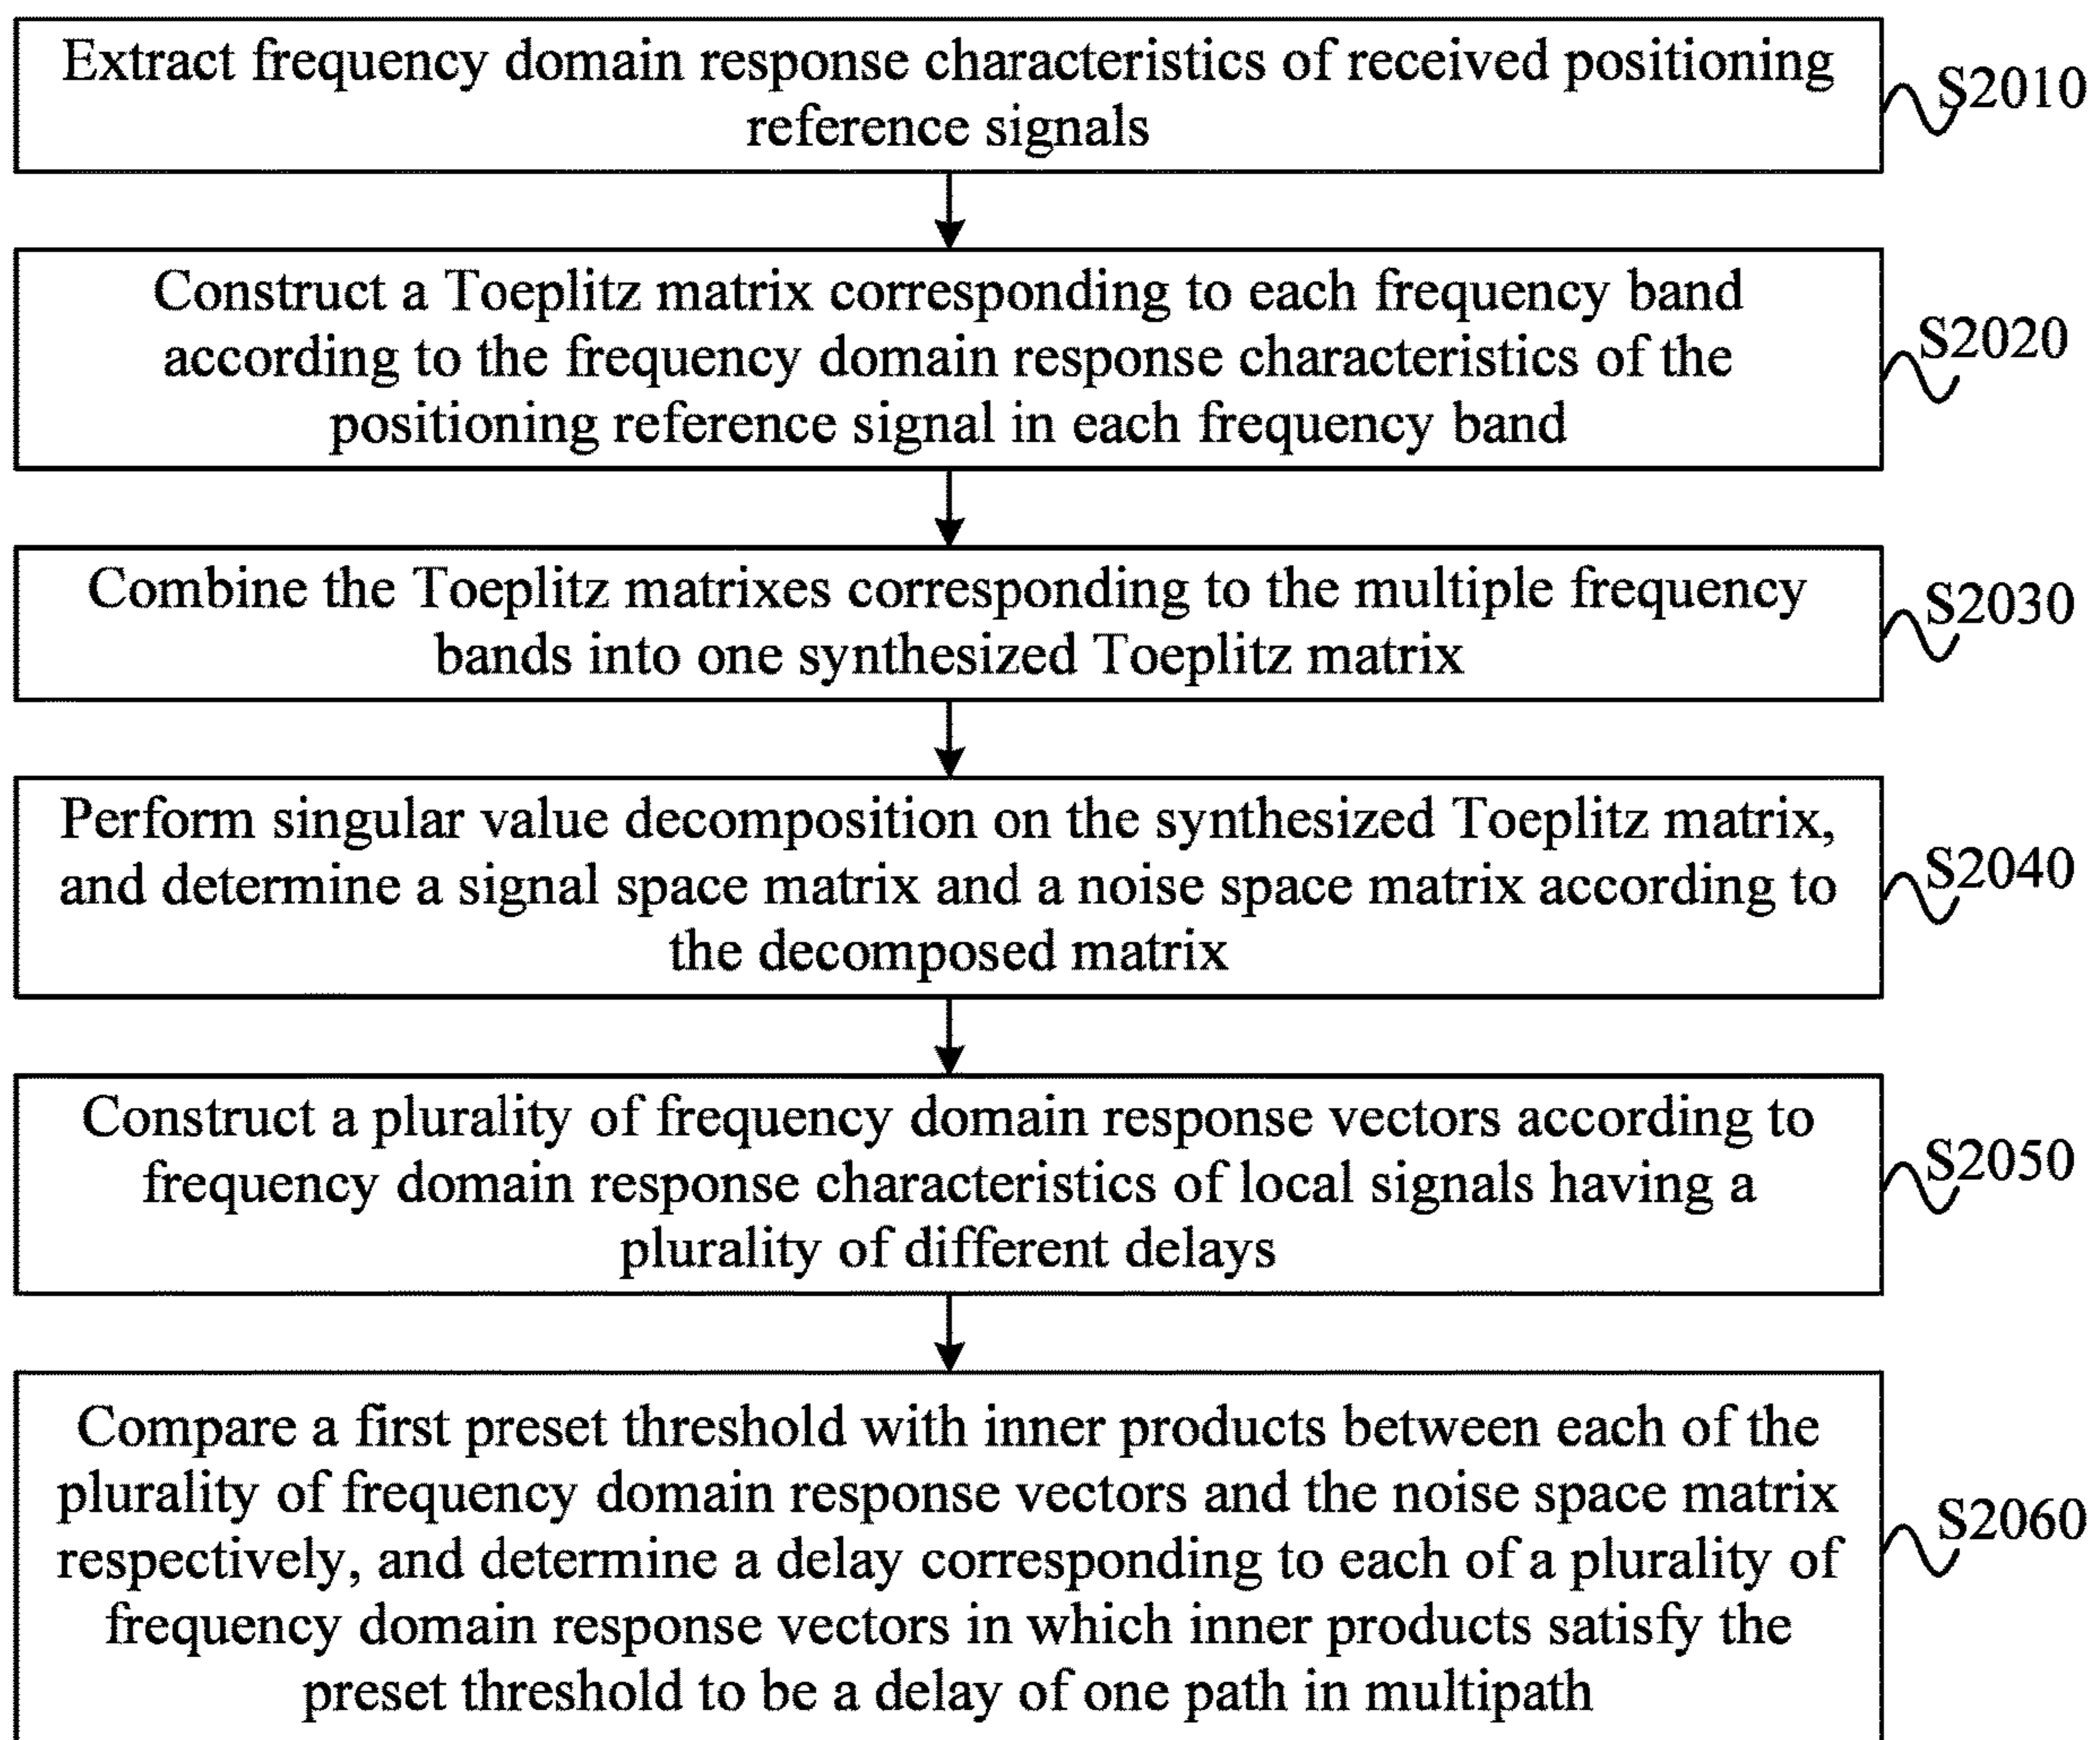 Extract frequency domain response characteristics of received positioning
reference signals
S2010
Construct a Toeplitz matrix corresponding to each frequency band
according to the frequency domain response characteristics of the
positioning reference signal in each frequency band
S2020
Combine the Toeplitz matrixes corresponding to the multiple frequency
bands into one synthesized Toeplitz matrix
S2030
Perform singular value decomposition on the synthesized Toeplitz matrix,
and determine a signal space matrix and a noise space matrix according to
the decomposed matrix
S2040
Construct a plurality of frequency domain response vectors according to
frequency domain response characteristics of local signals having a
plurality of different delays
S2050
Compare a first preset threshold with inner products between each of the
plurality of frequency domain response vectors and the noise space matrix
respectively, and determine a delay corresponding to each of a plurality of
frequency domain response vectors in which inner products satisfy the
preset threshold to be a delay of one path in multipath
S2060